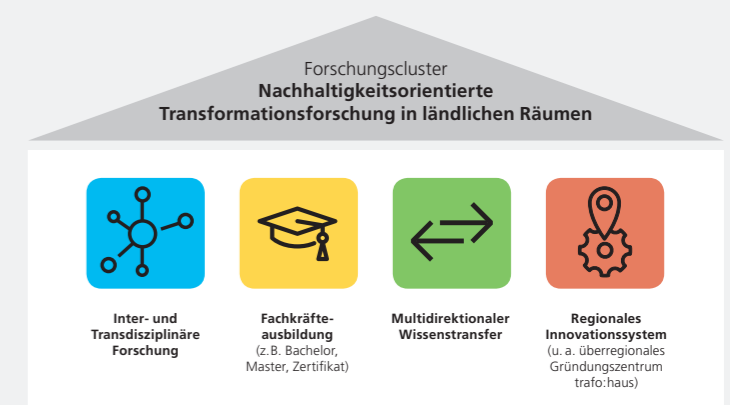 Forschungscluster
Nachhaltigkeitsorientierte
Transformationsforschung in ländlichen Räumen
Inter- und
Transdisziplinäre
Forschung
Fachkräfte-
ausbildung
(z.B. Bachelor,
Master, Zertifikat)
Multidirektionaler
Wissenstransfer
Regionales
Innovationssystem
(u. a. überregionales
Gründungszentrum
trafo:haus)